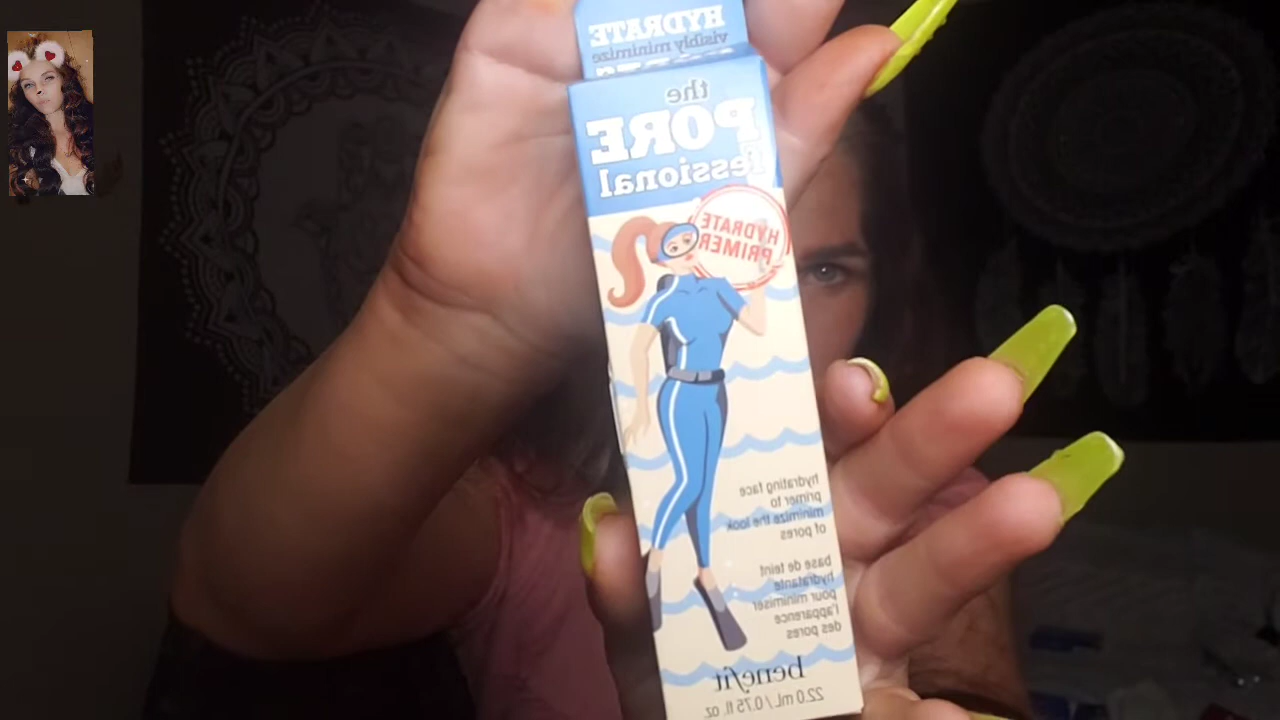 HYDRATE
visibly minimize
the
PORE
fessional
HYDRATE
PRIMER
hydrating face
primer to
minimize the look
of pores
base de teint
hydratante
pour minimiser
l'apparence
des pores
benefit
22.0 mL / 0.75 fl. oz.